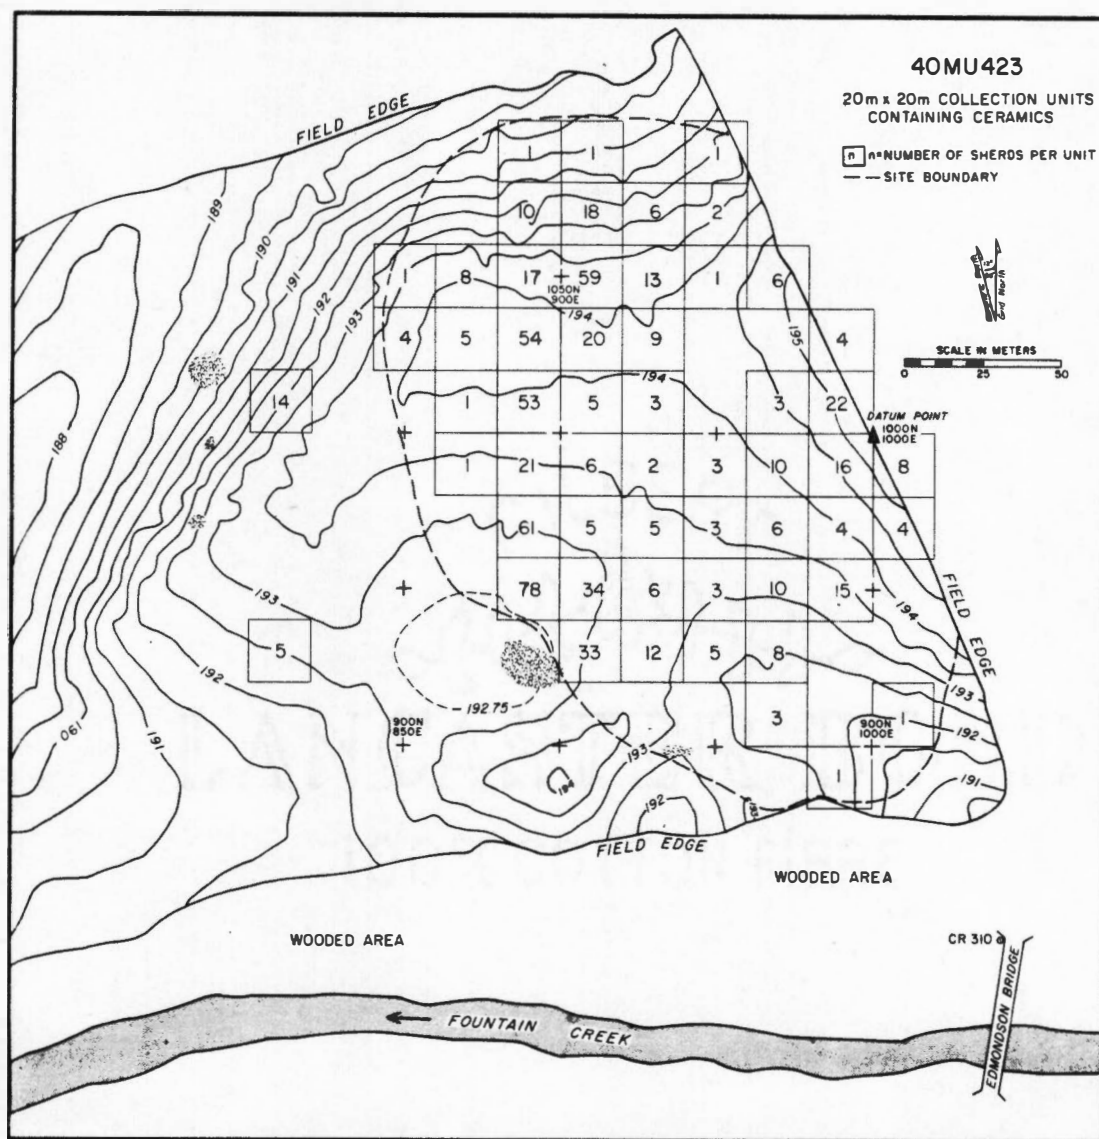 40MU423
20m x 20m COLLECTION UNITS
CONTAINING CERAMICS
n n=NUMBER OF SHERDS PER UNIT
SITE BOUNDARY
FIELD EDGE
1 1 1
10 18 6 2
1 8 17 59 13 1 6
1050N
900E
4 5 54 20 9 4
194
195
Grid North
SCALE IN METERS
0 25 50
189
190
191
192
193
188
14 1 53 5 3 3 22
194
DATUM POINT
1000N
1000E
1 21 6 2 3 10 16 8
61 5 5 3 6 4 4
78 34 6 3 10 15
193
194
FIELD EDGE
5 33 12 5 8
192
192.75
193
190
191
900N
850E
3 1
900N
1000E
192
193
194
192
193
1
191
FIELD EDGE
WOODED AREA
WOODED AREA
CR 310
FOUNTAIN CREEK
EDMONDSON BRIDGE